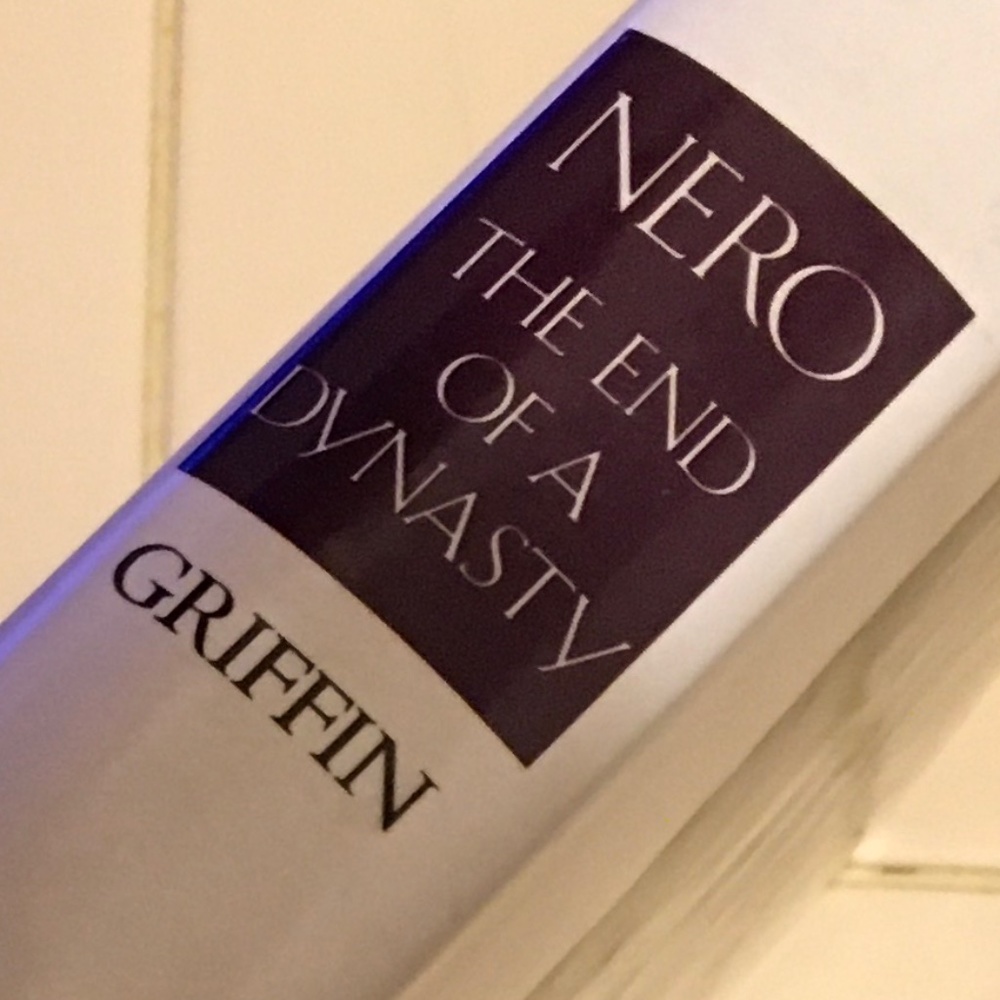 NERO
THE END
OF A
DYNASTY
GRIFFIN